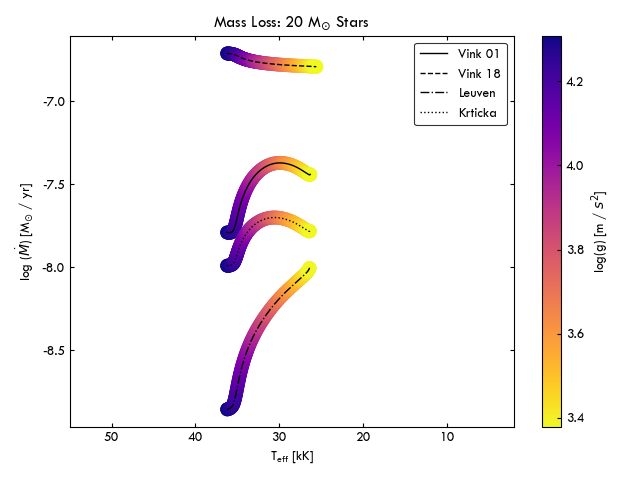 Mass Loss: 20 M⊙ Stars
Vink 01
Vink 18
Leuven
Krticka
-7.0
-7.5
-8.0
-8.5
log (Ṁ) [M⊙ / yr]
50 40 30 20 10
T_eff [kK]
4.2
4.0
3.8
3.6
3.4
log(g) [m / s²]